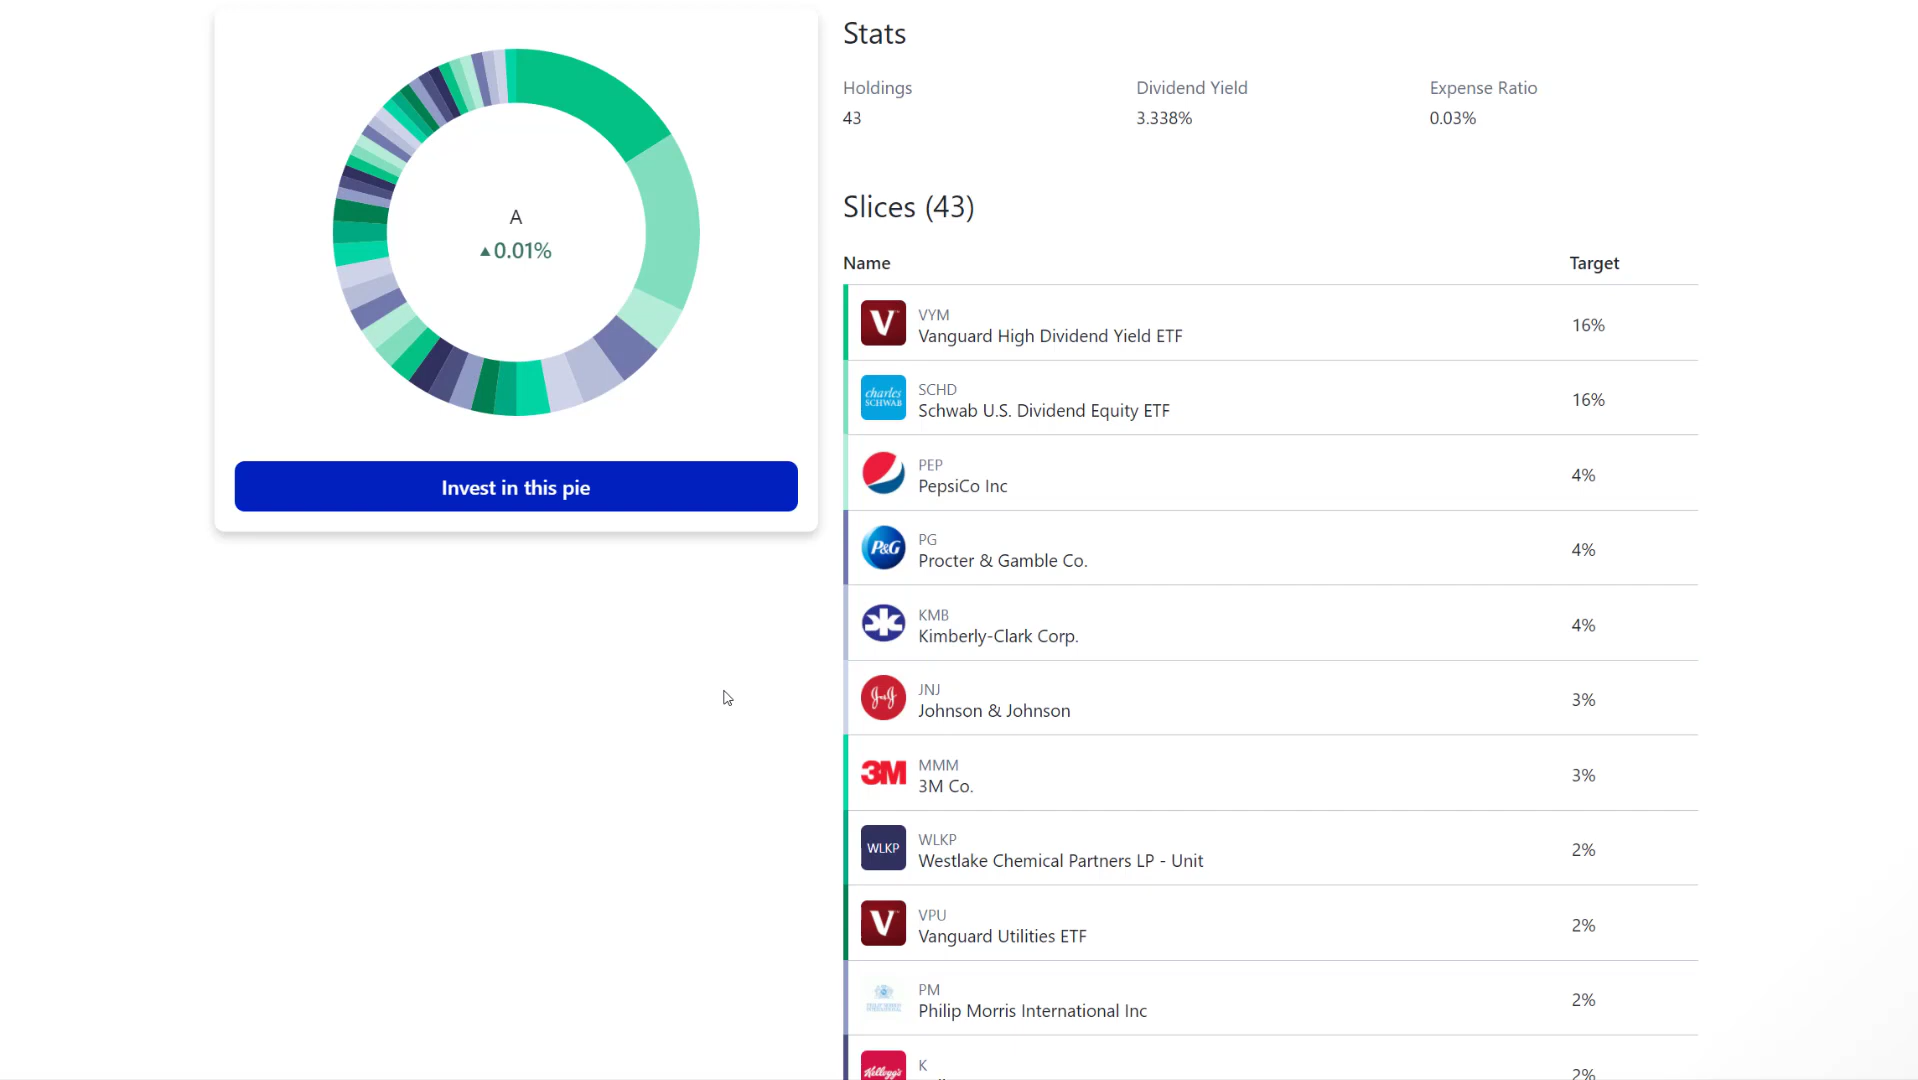 A
▲0.01%
Invest in this pie
Stats
Holdings
Dividend Yield
Expense Ratio
43
3.338%
0.03%
Slices (43)
Name
Target
VYM
Vanguard High Dividend Yield ETF
16%
charles
SCHWAB
SCHD
Schwab U.S. Dividend Equity ETF
16%
PEP
PepsiCo Inc
4%
P&G
PG
Procter & Gamble Co.
4%
KMB
Kimberly-Clark Corp.
4%
J&J
JNJ
Johnson & Johnson
3%
3M
MMM
3M Co.
3%
WLKP
WLKP
Westlake Chemical Partners LP - Unit
2%
V
VPU
Vanguard Utilities ETF
2%
PM
Philip Morris International Inc
2%
Kellogg's
K
2%